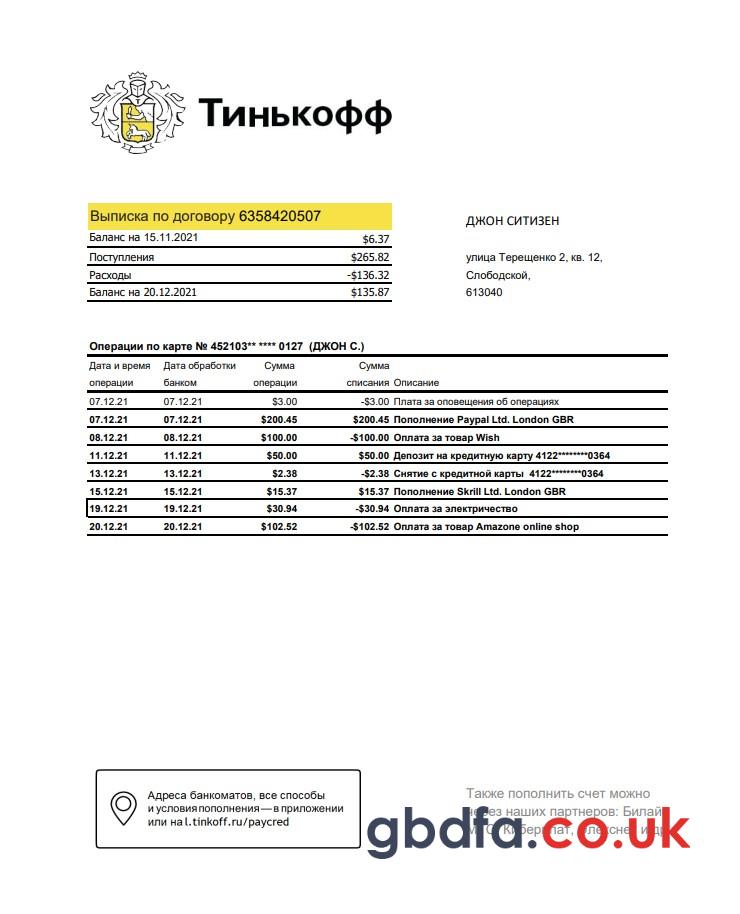 Тинькофф
Выписка по договору 6358420507
Баланс на 15.11.2021 $6.37
Поступления $265.82
Расходы -$136.32
Баланс на 20.12.2021 $135.87
ДЖОН СИТИЗЕН
улица Терещенко 2, кв. 12,
Слободской,
613040
Операции по карте № 452103** **** 0127 (ДЖОН С.)
Дата и время Дата обработки Сумма Сумма
операции банком операции списания Описание
07.12.21 07.12.21 $3.00 -$3.00 Плата за оповещения об операциях
07.12.21 07.12.21 $200.45 $200.45 Пополнение Paypal Ltd. London GBR
08.12.21 08.12.21 $100.00 -$100.00 Оплата за товар Wish
11.12.21 11.12.21 $50.00 $50.00 Депозит на кредитную карту 4122********0364
13.12.21 13.12.21 $2.38 -$2.38 Снятие с кредитной карты 4122********0364
15.12.21 15.12.21 $15.37 $15.37 Пополнение Skrill Ltd. London GBR
19.12.21 19.12.21 $30.94 -$30.94 Оплата за электричество
20.12.21 20.12.21 $102.52 -$102.52 Оплата за товар Amazone online shop
Адреса банкоматов, все способы
и условия пополнения — в приложении
или на l.tinkoff.ru/paycred
Также пополнить счет можно
через наших партнеров: Билай
gbdfa.co.uk